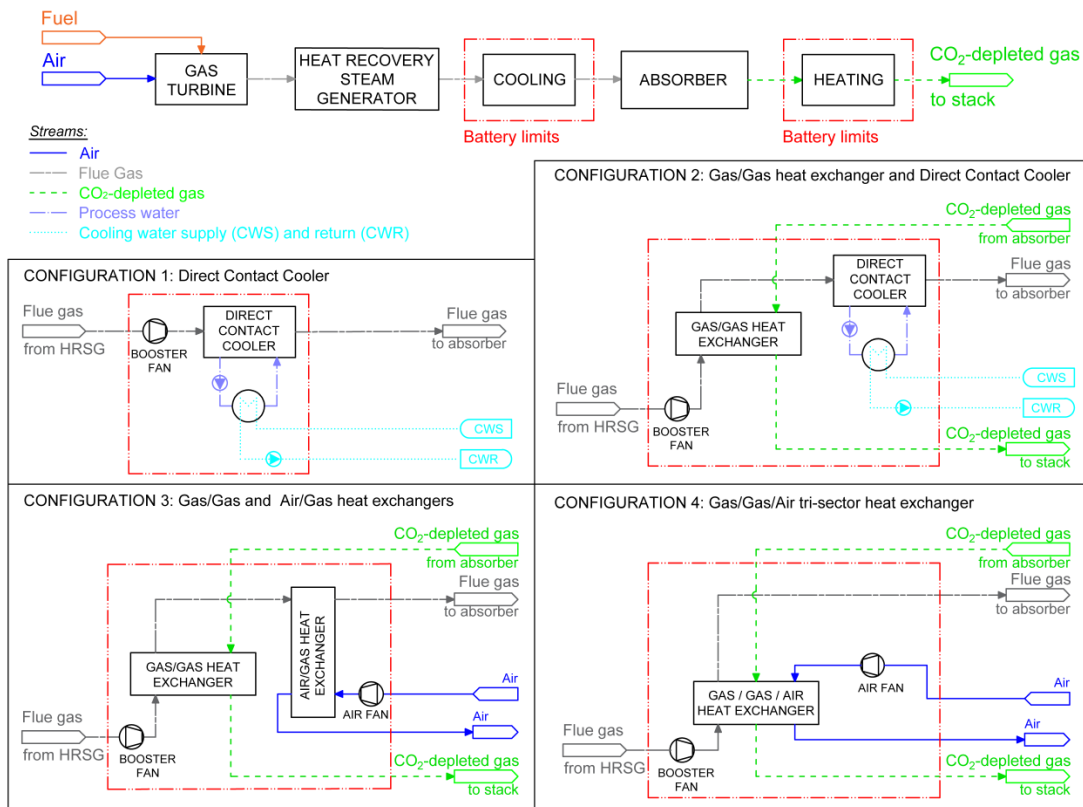 Fuel
Air
GAS
TURBINE
HEAT RECOVERY
STEAM
GENERATOR
COOLING
Battery limits
ABSORBER
HEATING
Battery limits
CO₂-depleted gas
to stack
Streams:
Air
Flue Gas
CO₂-depleted gas
Process water
Cooling water supply (CWS) and return (CWR)
CONFIGURATION 1: Direct Contact Cooler
Flue gas
from HRSG
BOOSTER
FAN
DIRECT
CONTACT
COOLER
Flue gas
to absorber
CWS
CWR
CONFIGURATION 2: Gas/Gas heat exchanger and Direct Contact Cooler
CO₂-depleted gas
from absorber
DIRECT
CONTACT
COOLER
Flue gas
to absorber
GAS/GAS HEAT
EXCHANGER
Flue gas
from HRSG
BOOSTER
FAN
CWS
CWR
CO₂-depleted gas
to stack
CONFIGURATION 3: Gas/Gas and Air/Gas heat exchangers
CO₂-depleted gas
from absorber
Flue gas
to absorber
GAS/GAS HEAT
EXCHANGER
AIR/GAS HEAT
EXCHANGER
AIR FAN
Air
Air
Flue gas
from HRSG
BOOSTER
FAN
CO₂-depleted gas
to stack
CONFIGURATION 4: Gas/Gas/Air tri-sector heat exchanger
CO₂-depleted gas
from absorber
Flue gas
to absorber
AIR FAN
Air
GAS / GAS / AIR
HEAT EXCHANGER
Air
Flue gas
from HRSG
BOOSTER
FAN
CO₂-depleted gas
to stack